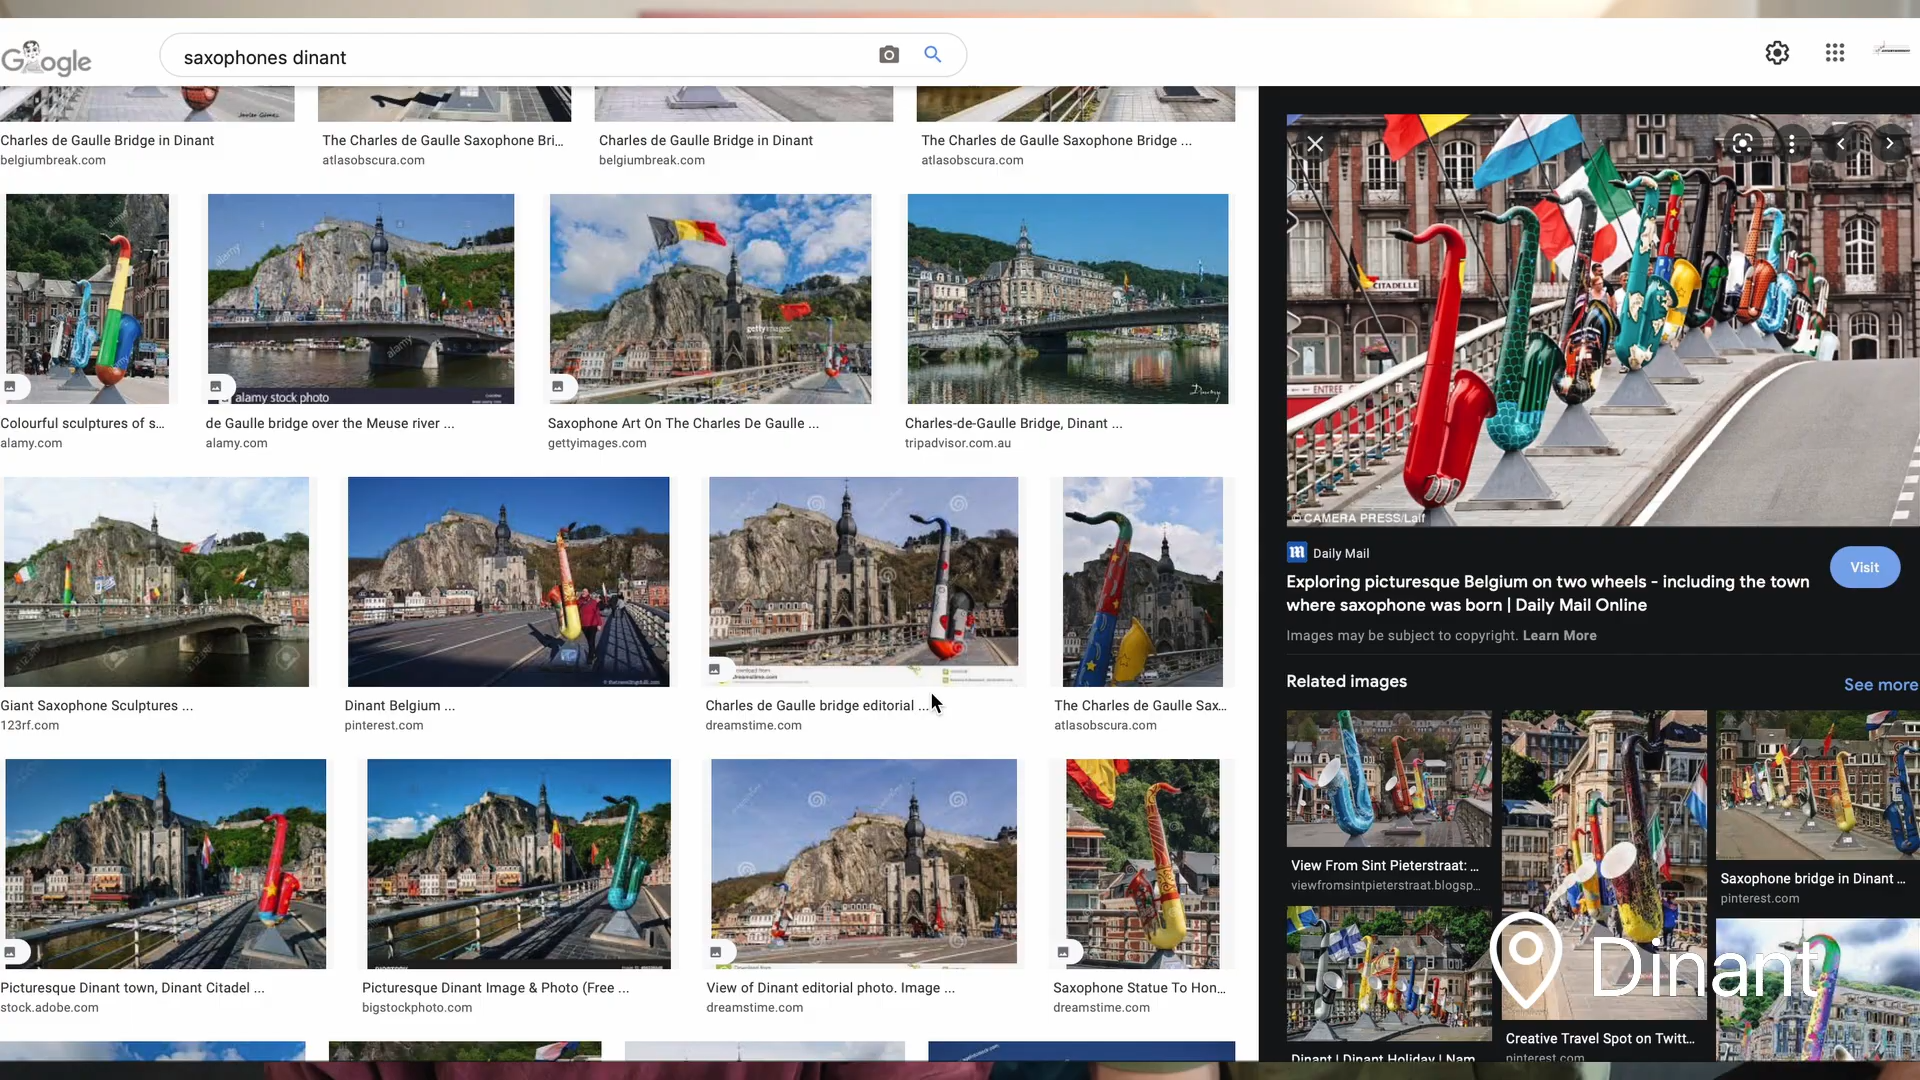 Google
saxophones dinant
Charles de Gaulle Bridge in Dinant
belgiumbreak.com
The Charles de Gaulle Saxophone Bri...
atlasobscura.com
Charles de Gaulle Bridge in Dinant
belgiumbreak.com
The Charles de Gaulle Saxophone Bridge ...
atlasobscura.com
alamy
alamy
alamy stock photo
gettyimages
Colourful sculptures of s...
alamy.com
de Gaulle bridge over the Meuse river ...
alamy.com
Saxophone Art On The Charles De Gaulle ...
gettyimages.com
Charles-de-Gaulle Bridge, Dinant ...
tripadvisor.com.au
Giant Saxophone Sculptures ...
123rf.com
Dinant Belgium ...
pinterest.com
Charles de Gaulle bridge editorial ...
dreamstime.com
The Charles de Gaulle Sax...
atlasobscura.com
Picturesque Dinant town, Dinant Citadel ...
stock.adobe.com
Picturesque Dinant Image & Photo (Free ...
bigstockphoto.com
View of Dinant editorial photo. Image ...
dreamstime.com
Saxophone Statue To Hon...
dreamstime.com
CITADELLE
ENTREE
© CAMERA PRESS/Laif
Daily Mail
Exploring picturesque Belgium on two wheels - including the town
where saxophone was born | Daily Mail Online
Visit
Images may be subject to copyright. Learn More
Related images
See more
View From Sint Pieterstraat: ...
viewfromsintpieterstraat.blogsp...
Saxophone bridge in Dinant ...
pinterest.com
Dinant
Creative Travel Spot on Twitt...
pinterest.com
Dinant | Dinant Holiday | Nam